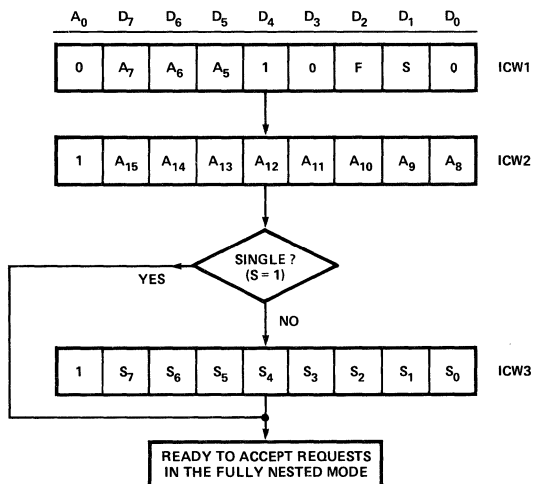 A₀ D₇ D₆ D₅ D₄ D₃ D₂ D₁ D₀
0 A₇ A₆ A₅ 1 0 F S 0 ICW1
1 A₁₅ A₁₄ A₁₃ A₁₂ A₁₁ A₁₀ A₉ A₈ ICW2
SINGLE ?
(S = 1)
YES
NO
1 S₇ S₆ S₅ S₄ S₃ S₂ S₁ S₀ ICW3
READY TO ACCEPT REQUESTS
IN THE FULLY NESTED MODE